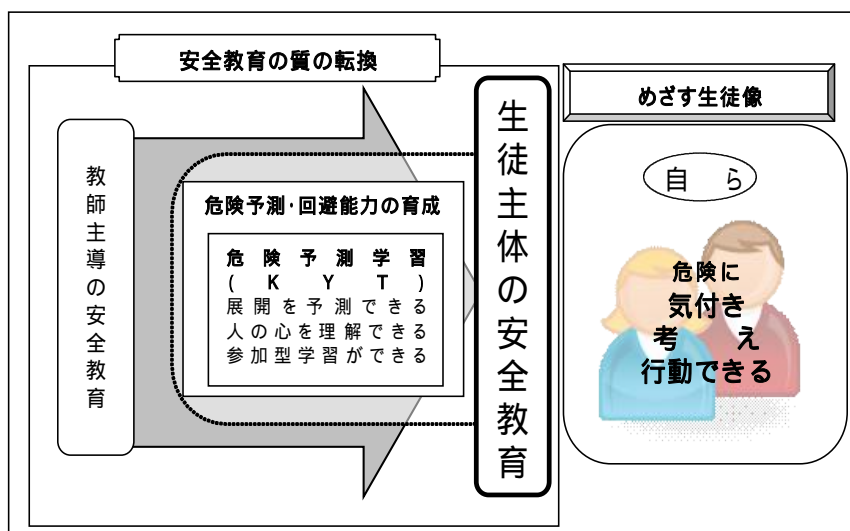 安全教育の質の転換
教師主導の安全教育
危険予測・回避能力の育成
危険予測学習
(KYT)
展開を予測できる
人の心を理解できる
参加型学習ができる
生徒主体の安全教育
めざす生徒像
自ら
危険に
気付き
考え
行動できる